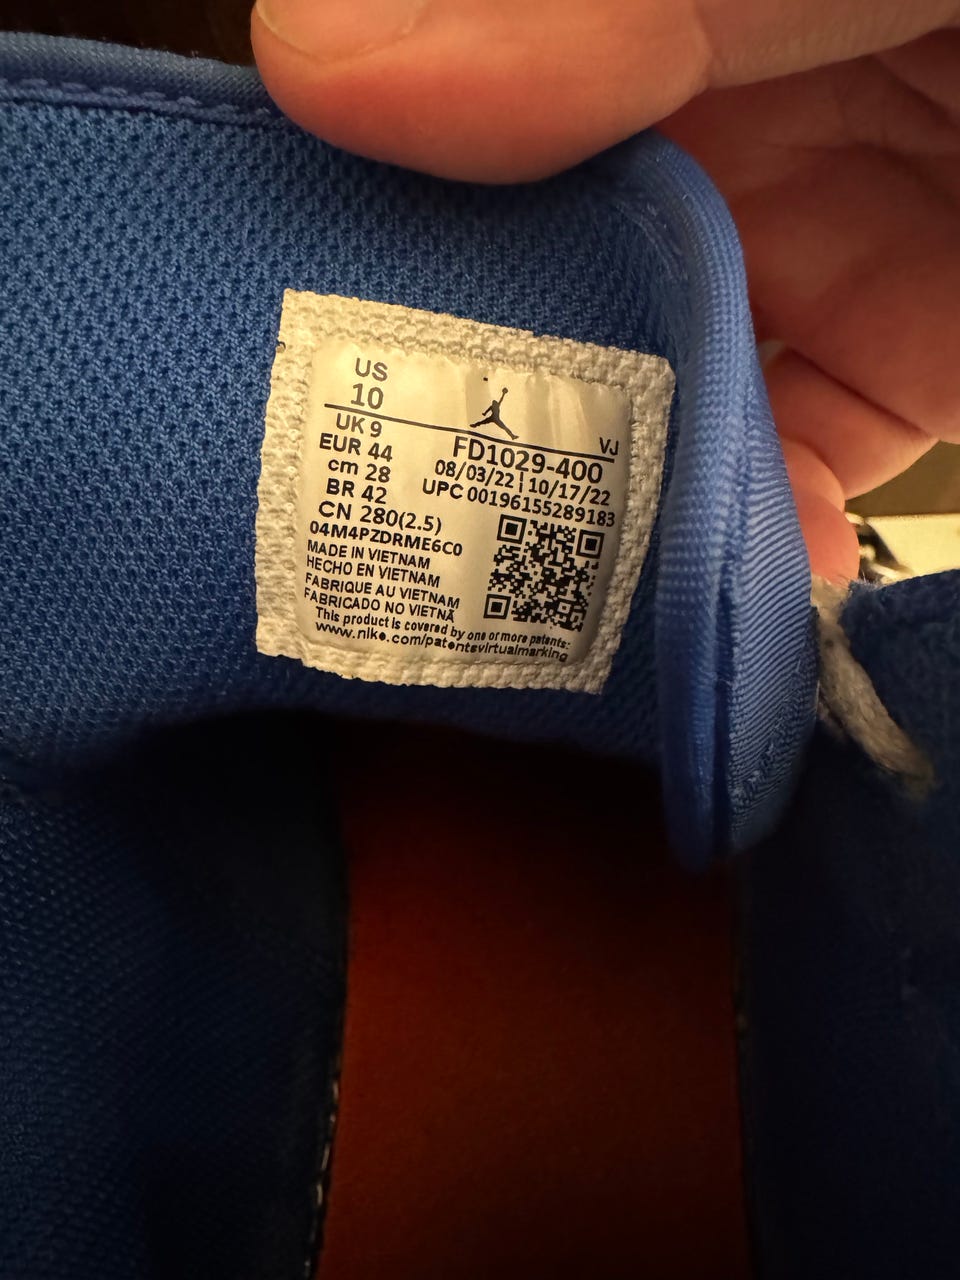 US
10
UK 9
EUR 44
cm 28
BR 42
CN 280(2.5)
04M4PZDRME6C0
VJ
FD1029-400
08/03/22 | 10/17/22
UPC 00196155289183
MADE IN VIETNAM
HECHO EN VIETNAM
FABRIQUE AU VIETNAM
FABRICADO NO VIETNÃ
This product is covered by one or more patents:
www.nike.com/patentsvirtualmarking